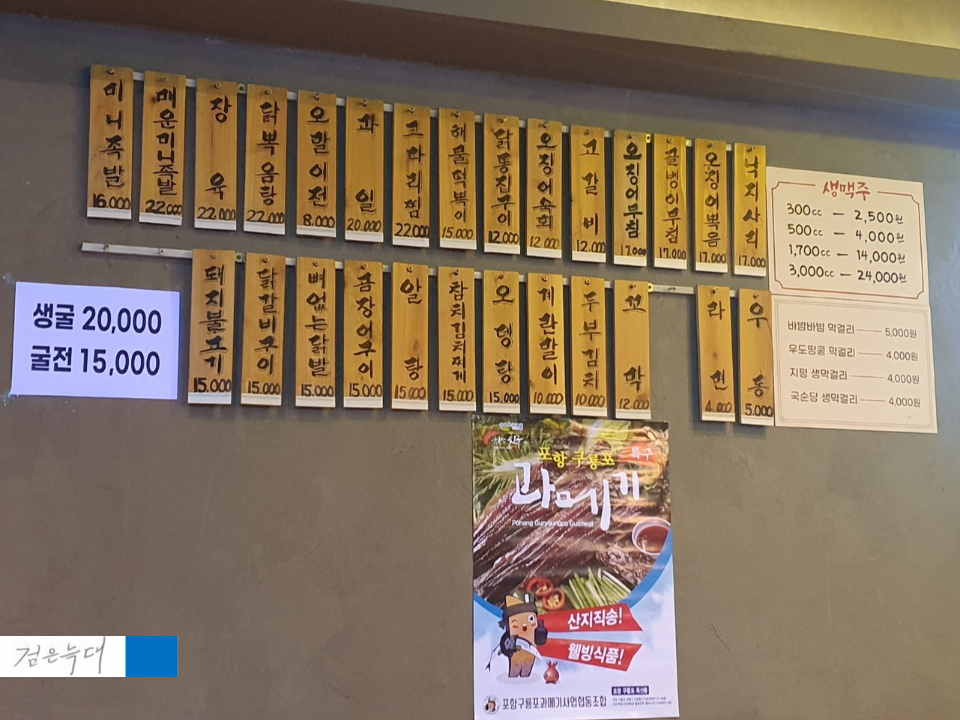 미니족발 16.000
매운미니족발 22.000
장육 22.000
닭볶음탕 22.000
오말이전 8.000
과일 20.000
코다리찜 22.000
해물떡볶이 15.000
닭똥집구이 12.000
오징어숙회 12.000
고갈비 12.000
오징어부침 17.000
골뱅이무침 17.000
오징어볶음 17.000
낙지사리 17.000
돼지불고기 15.000
닭갈비구이 15.000
뼈없는닭발 15.000
곰장어구이 15.000
알탕 15.000
참치김치찌게 15.000
오뎅탕 15.000
계란말이 10.000
두부김치 10.000
꼬막 12.000
라면 4.000
우동 5.000
생맥주
300cc — 2,500원
500cc — 4,000원
1,700cc — 14,000원
3,000cc — 24,000원
바밤바밤 막걸리 5,000원
우도땅콩 막걸리 4,000원
지평 생막걸리 4,000원
국순당 생막걸리 4,000원
생굴 20,000
굴전 15,000
포항 구룡포 특구
과메기
산지직송!
웰빙식품!
포항구룡포과메기사업협동조합
검은늑대